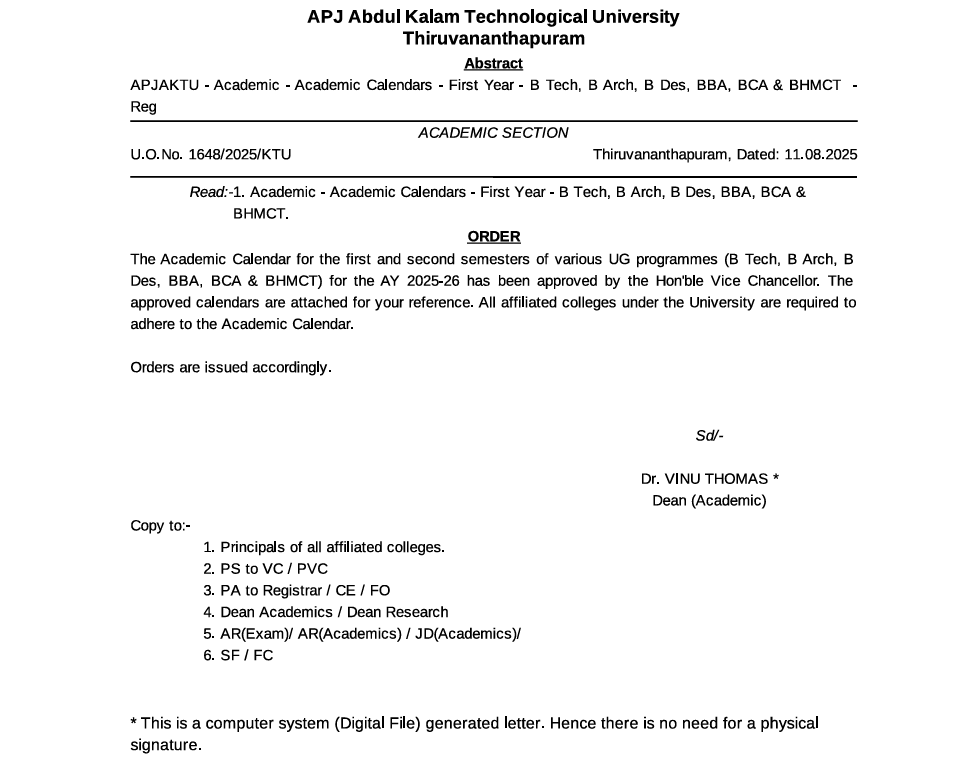 APJ Abdul Kalam Technological University
Thiruvananthapuram
Abstract
APJAKTU - Academic - Academic Calendars - First Year - B Tech, B Arch, B Des, BBA, BCA & BHMCT -
Reg
ACADEMIC SECTION
U.O.No. 1648/2025/KTU Thiruvananthapuram, Dated: 11.08.2025
Read:-1. Academic - Academic Calendars - First Year - B Tech, B Arch, B Des, BBA, BCA &
BHMCT.
ORDER
The Academic Calendar for the first and second semesters of various UG programmes (B Tech, B Arch, B
Des, BBA, BCA & BHMCT) for the AY 2025-26 has been approved by the Hon'ble Vice Chancellor. The
approved calendars are attached for your reference. All affiliated colleges under the University are required to
adhere to the Academic Calendar.
Orders are issued accordingly.
Sd/-
Dr. VINU THOMAS *
Dean (Academic)
Copy to:-
1. Principals of all affiliated colleges.
2. PS to VC / PVC
3. PA to Registrar / CE / FO
4. Dean Academics / Dean Research
5. AR(Exam)/ AR(Academics) / JD(Academics)/
6. SF / FC
* This is a computer system (Digital File) generated letter. Hence there is no need for a physical
signature.